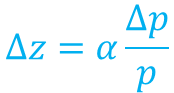 Δz = α Δp/p